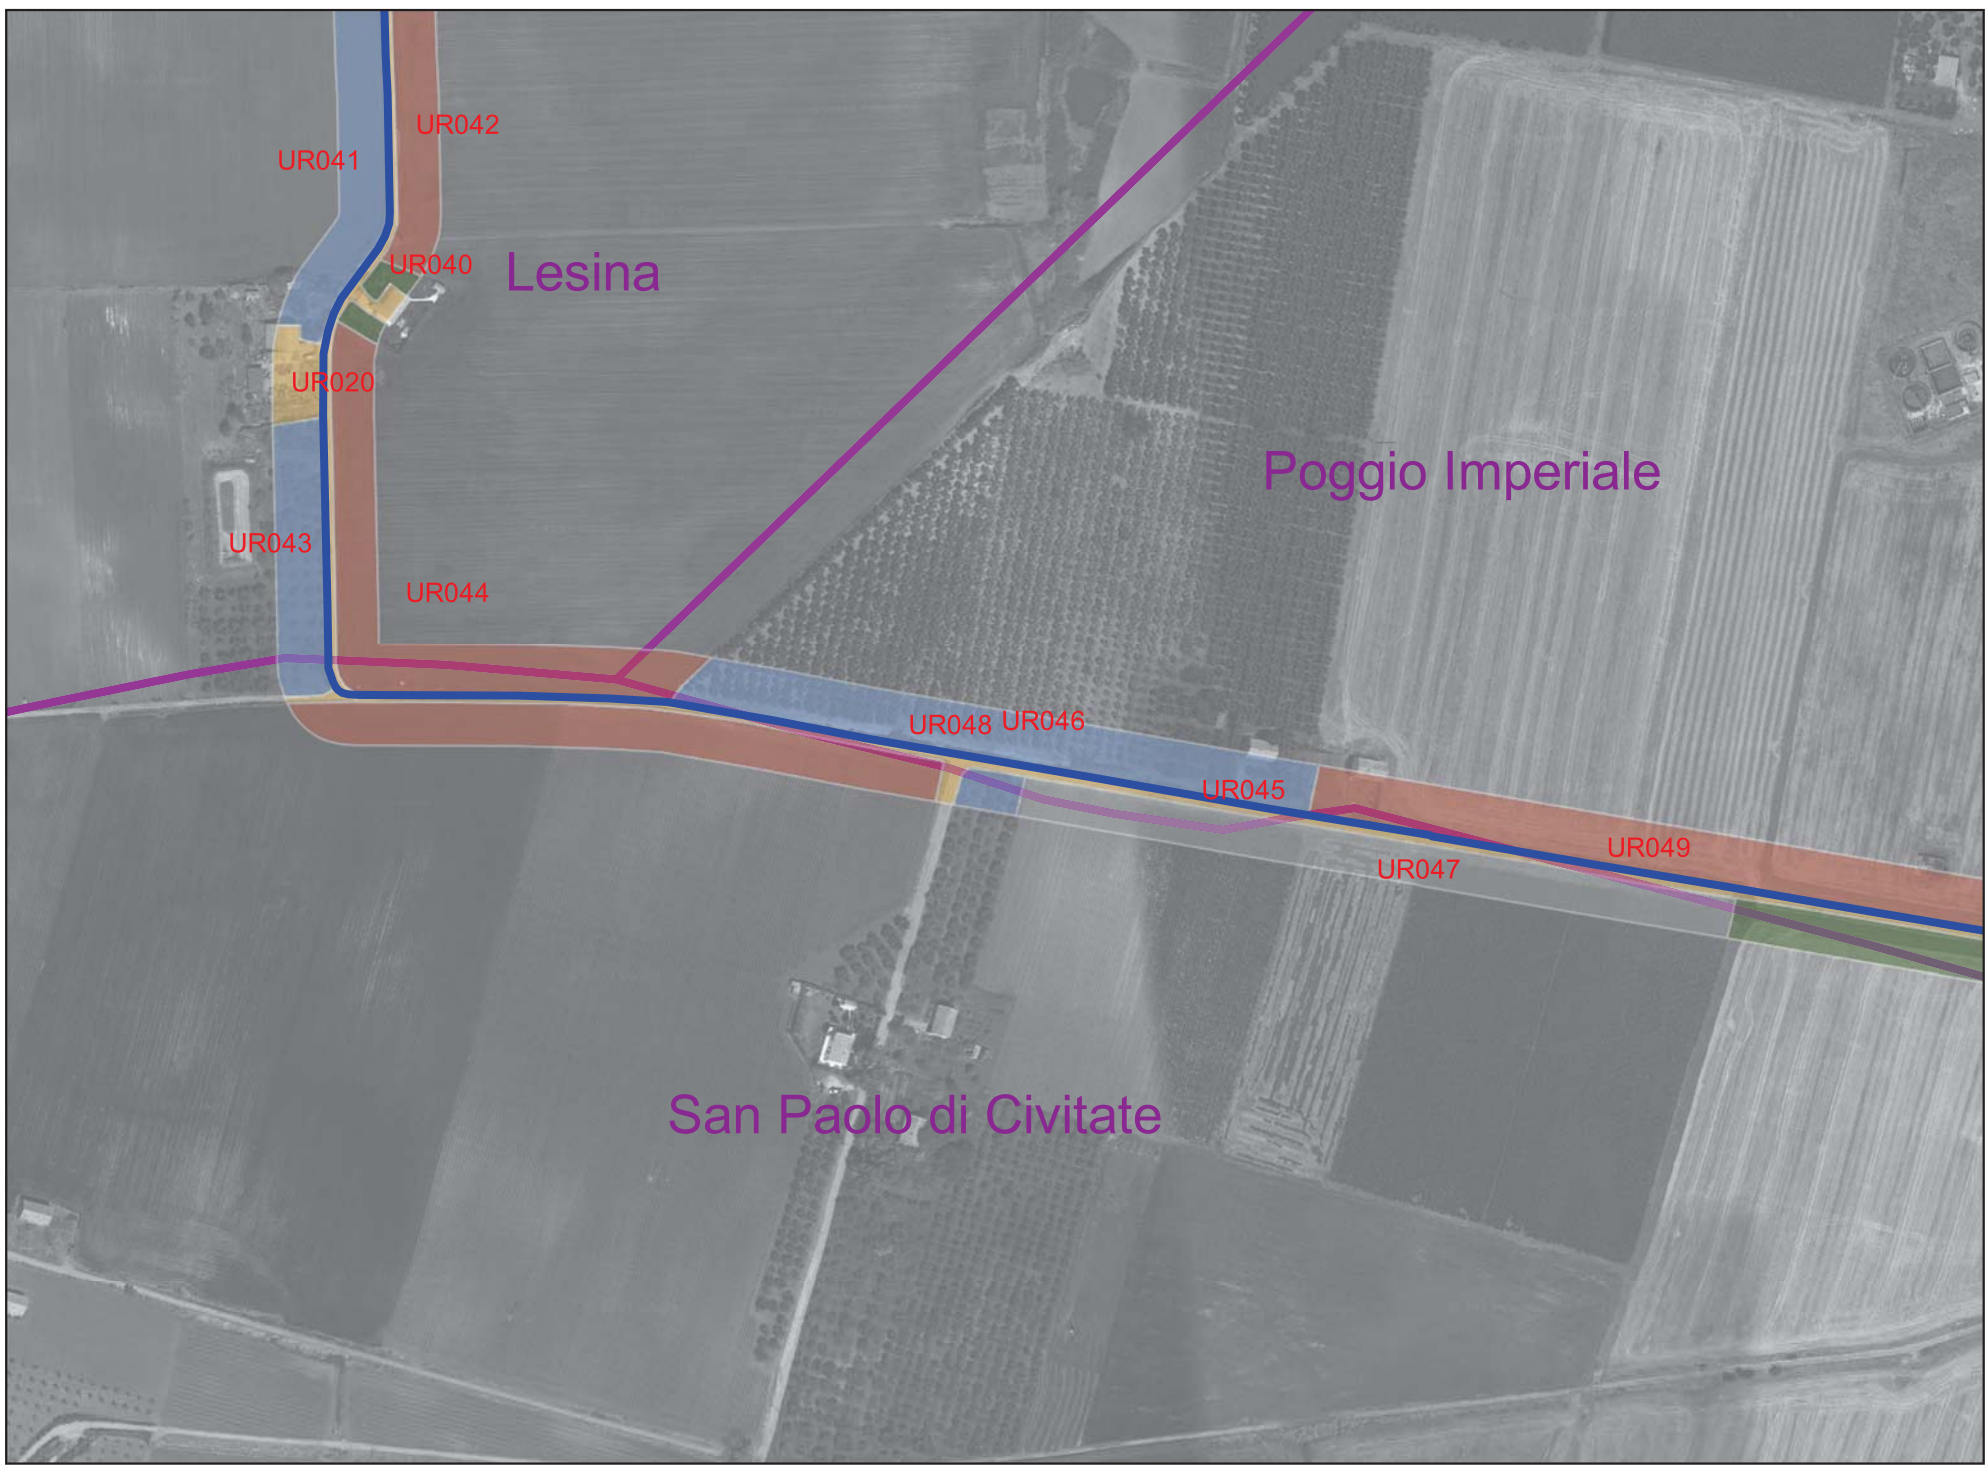 UR042
UR041
UR040
Lesina
UR020
Poggio Imperiale
UR043
UR044
UR048
UR046
UR045
UR049
UR047
San Paolo di Civitate